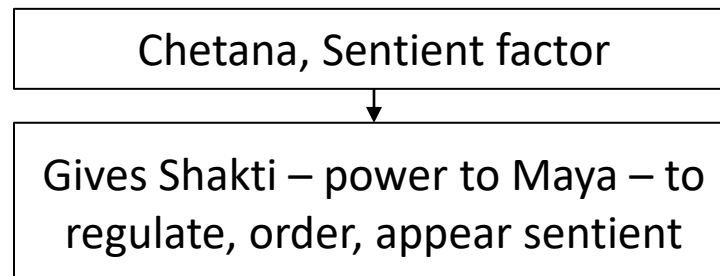 Chetana, Sentient factor
Gives Shakti – power to Maya – to
regulate, order, appear sentient